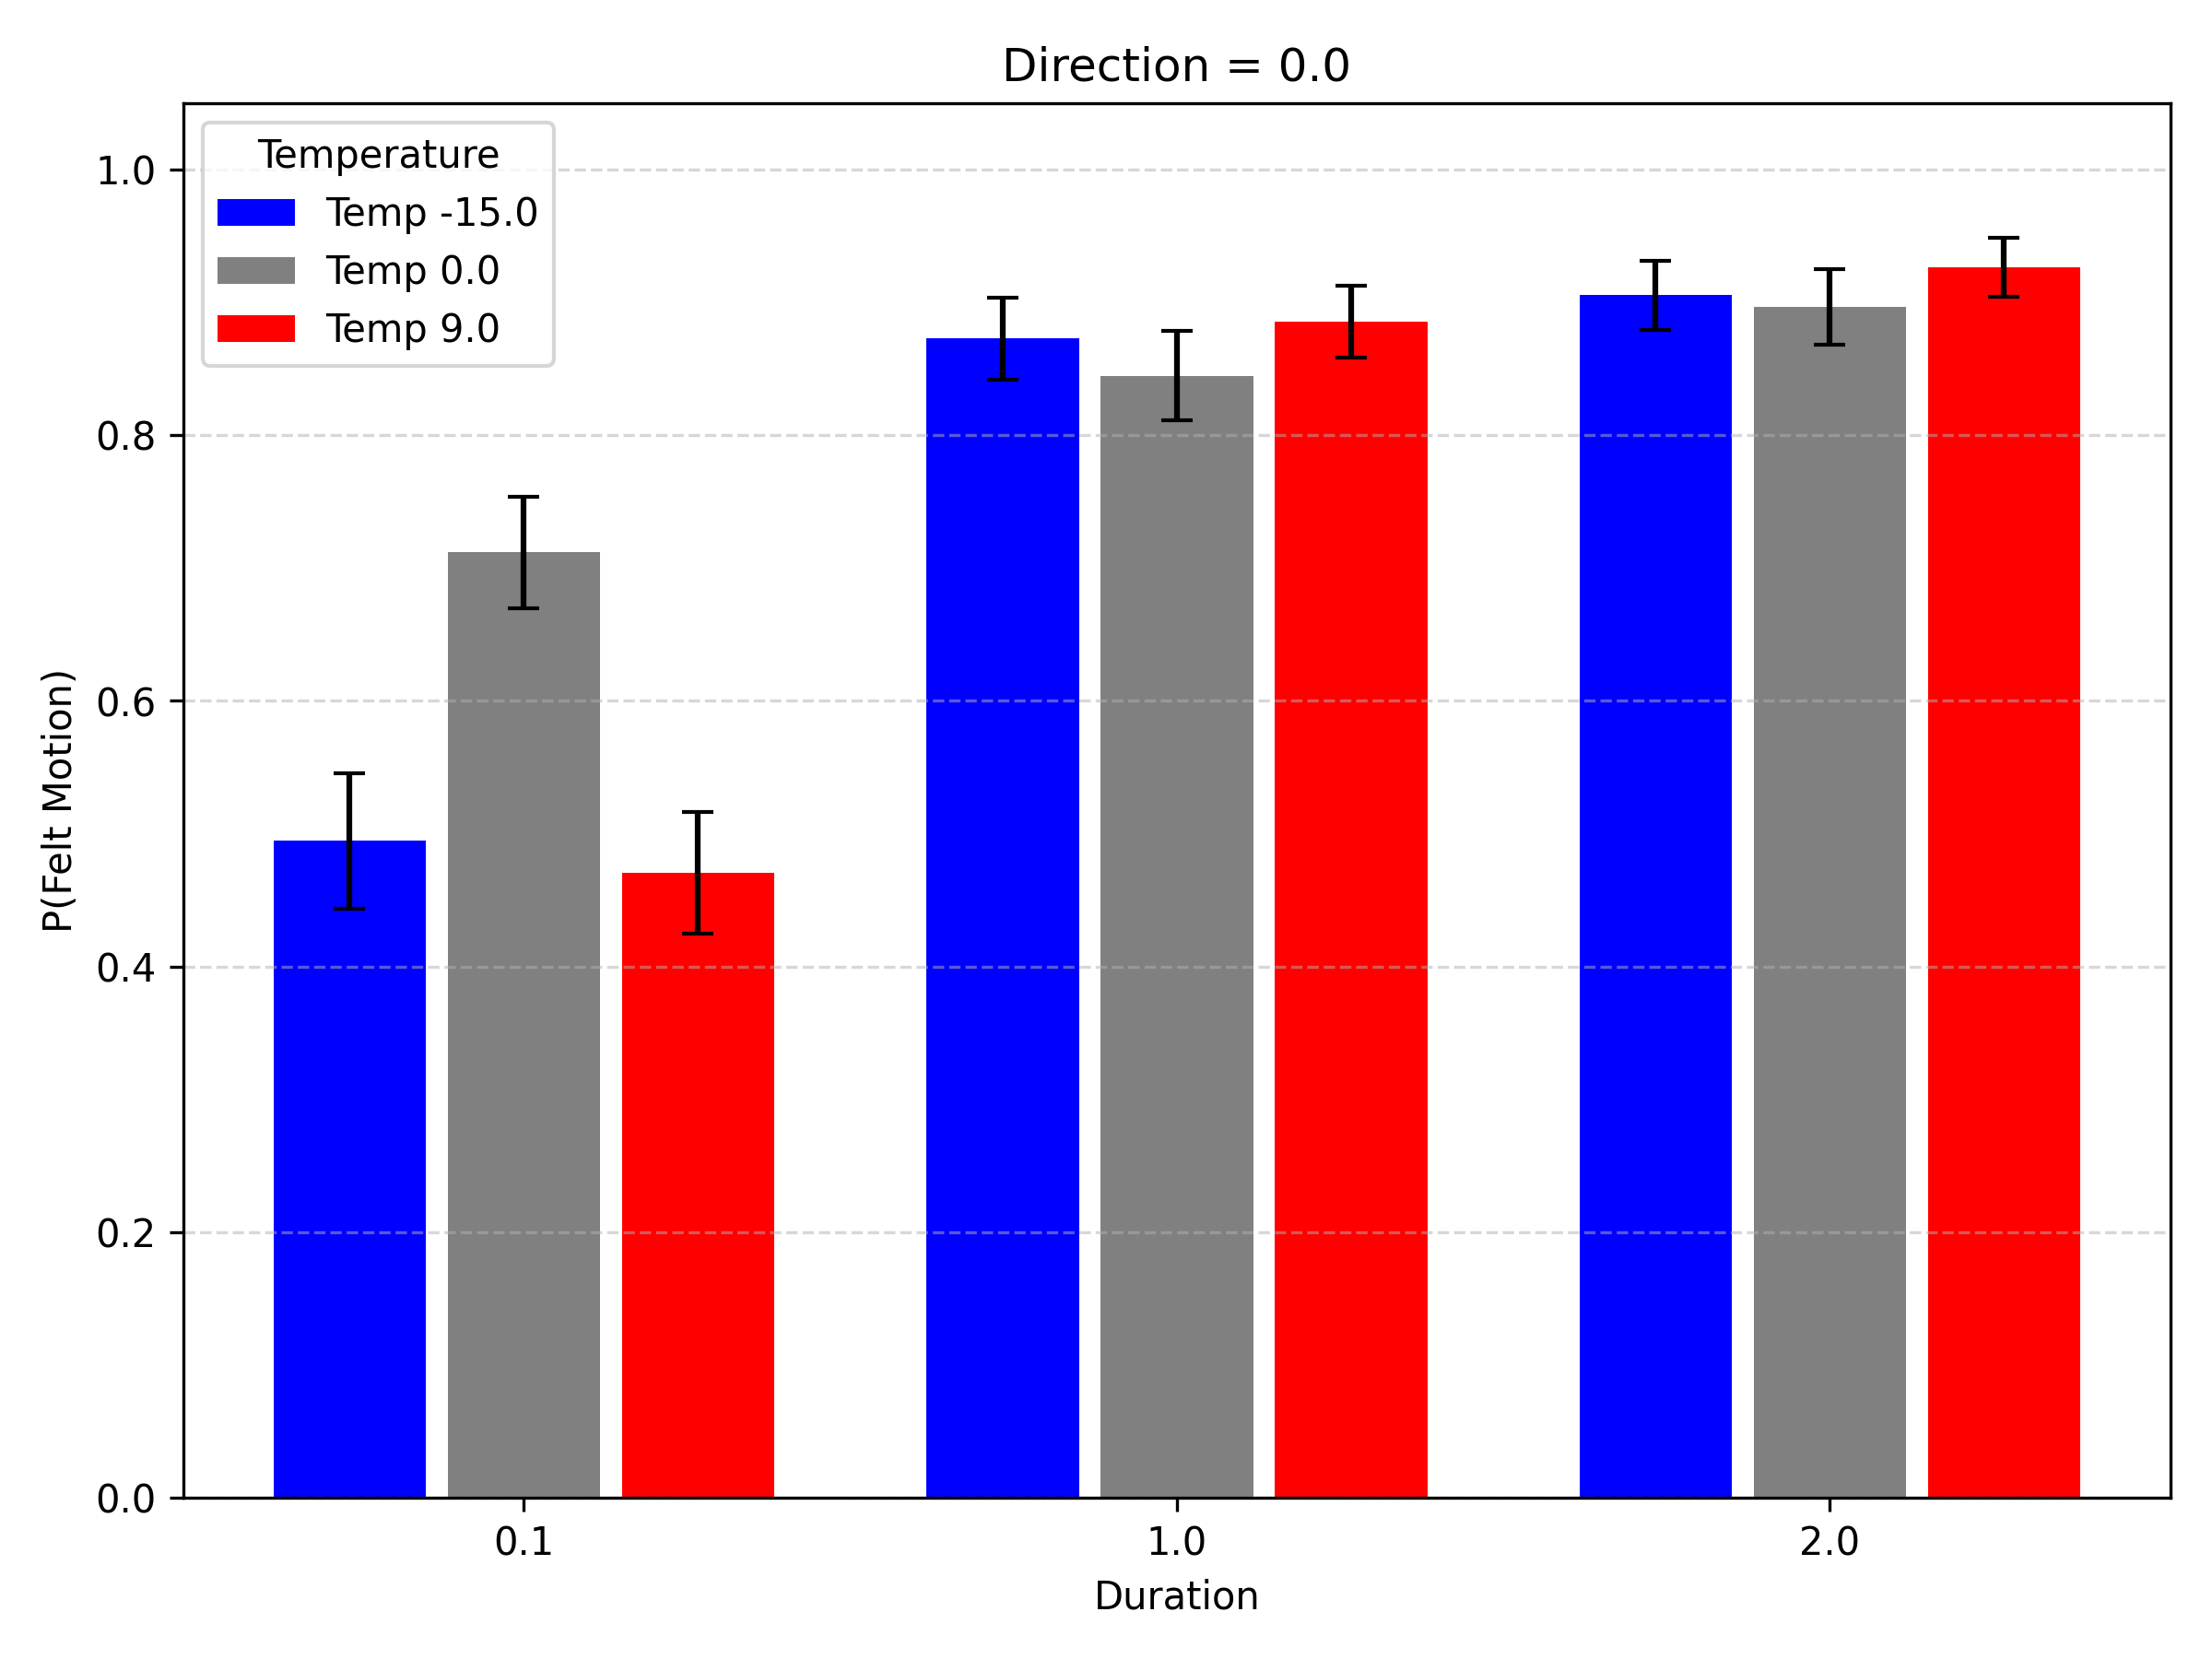 Direction = 0.0
Temperature
Temp -15.0
Temp 0.0
Temp 9.0
P(Felt Motion)
1.0
0.8
0.6
0.4
0.2
0.0
0.1
1.0
2.0
Duration